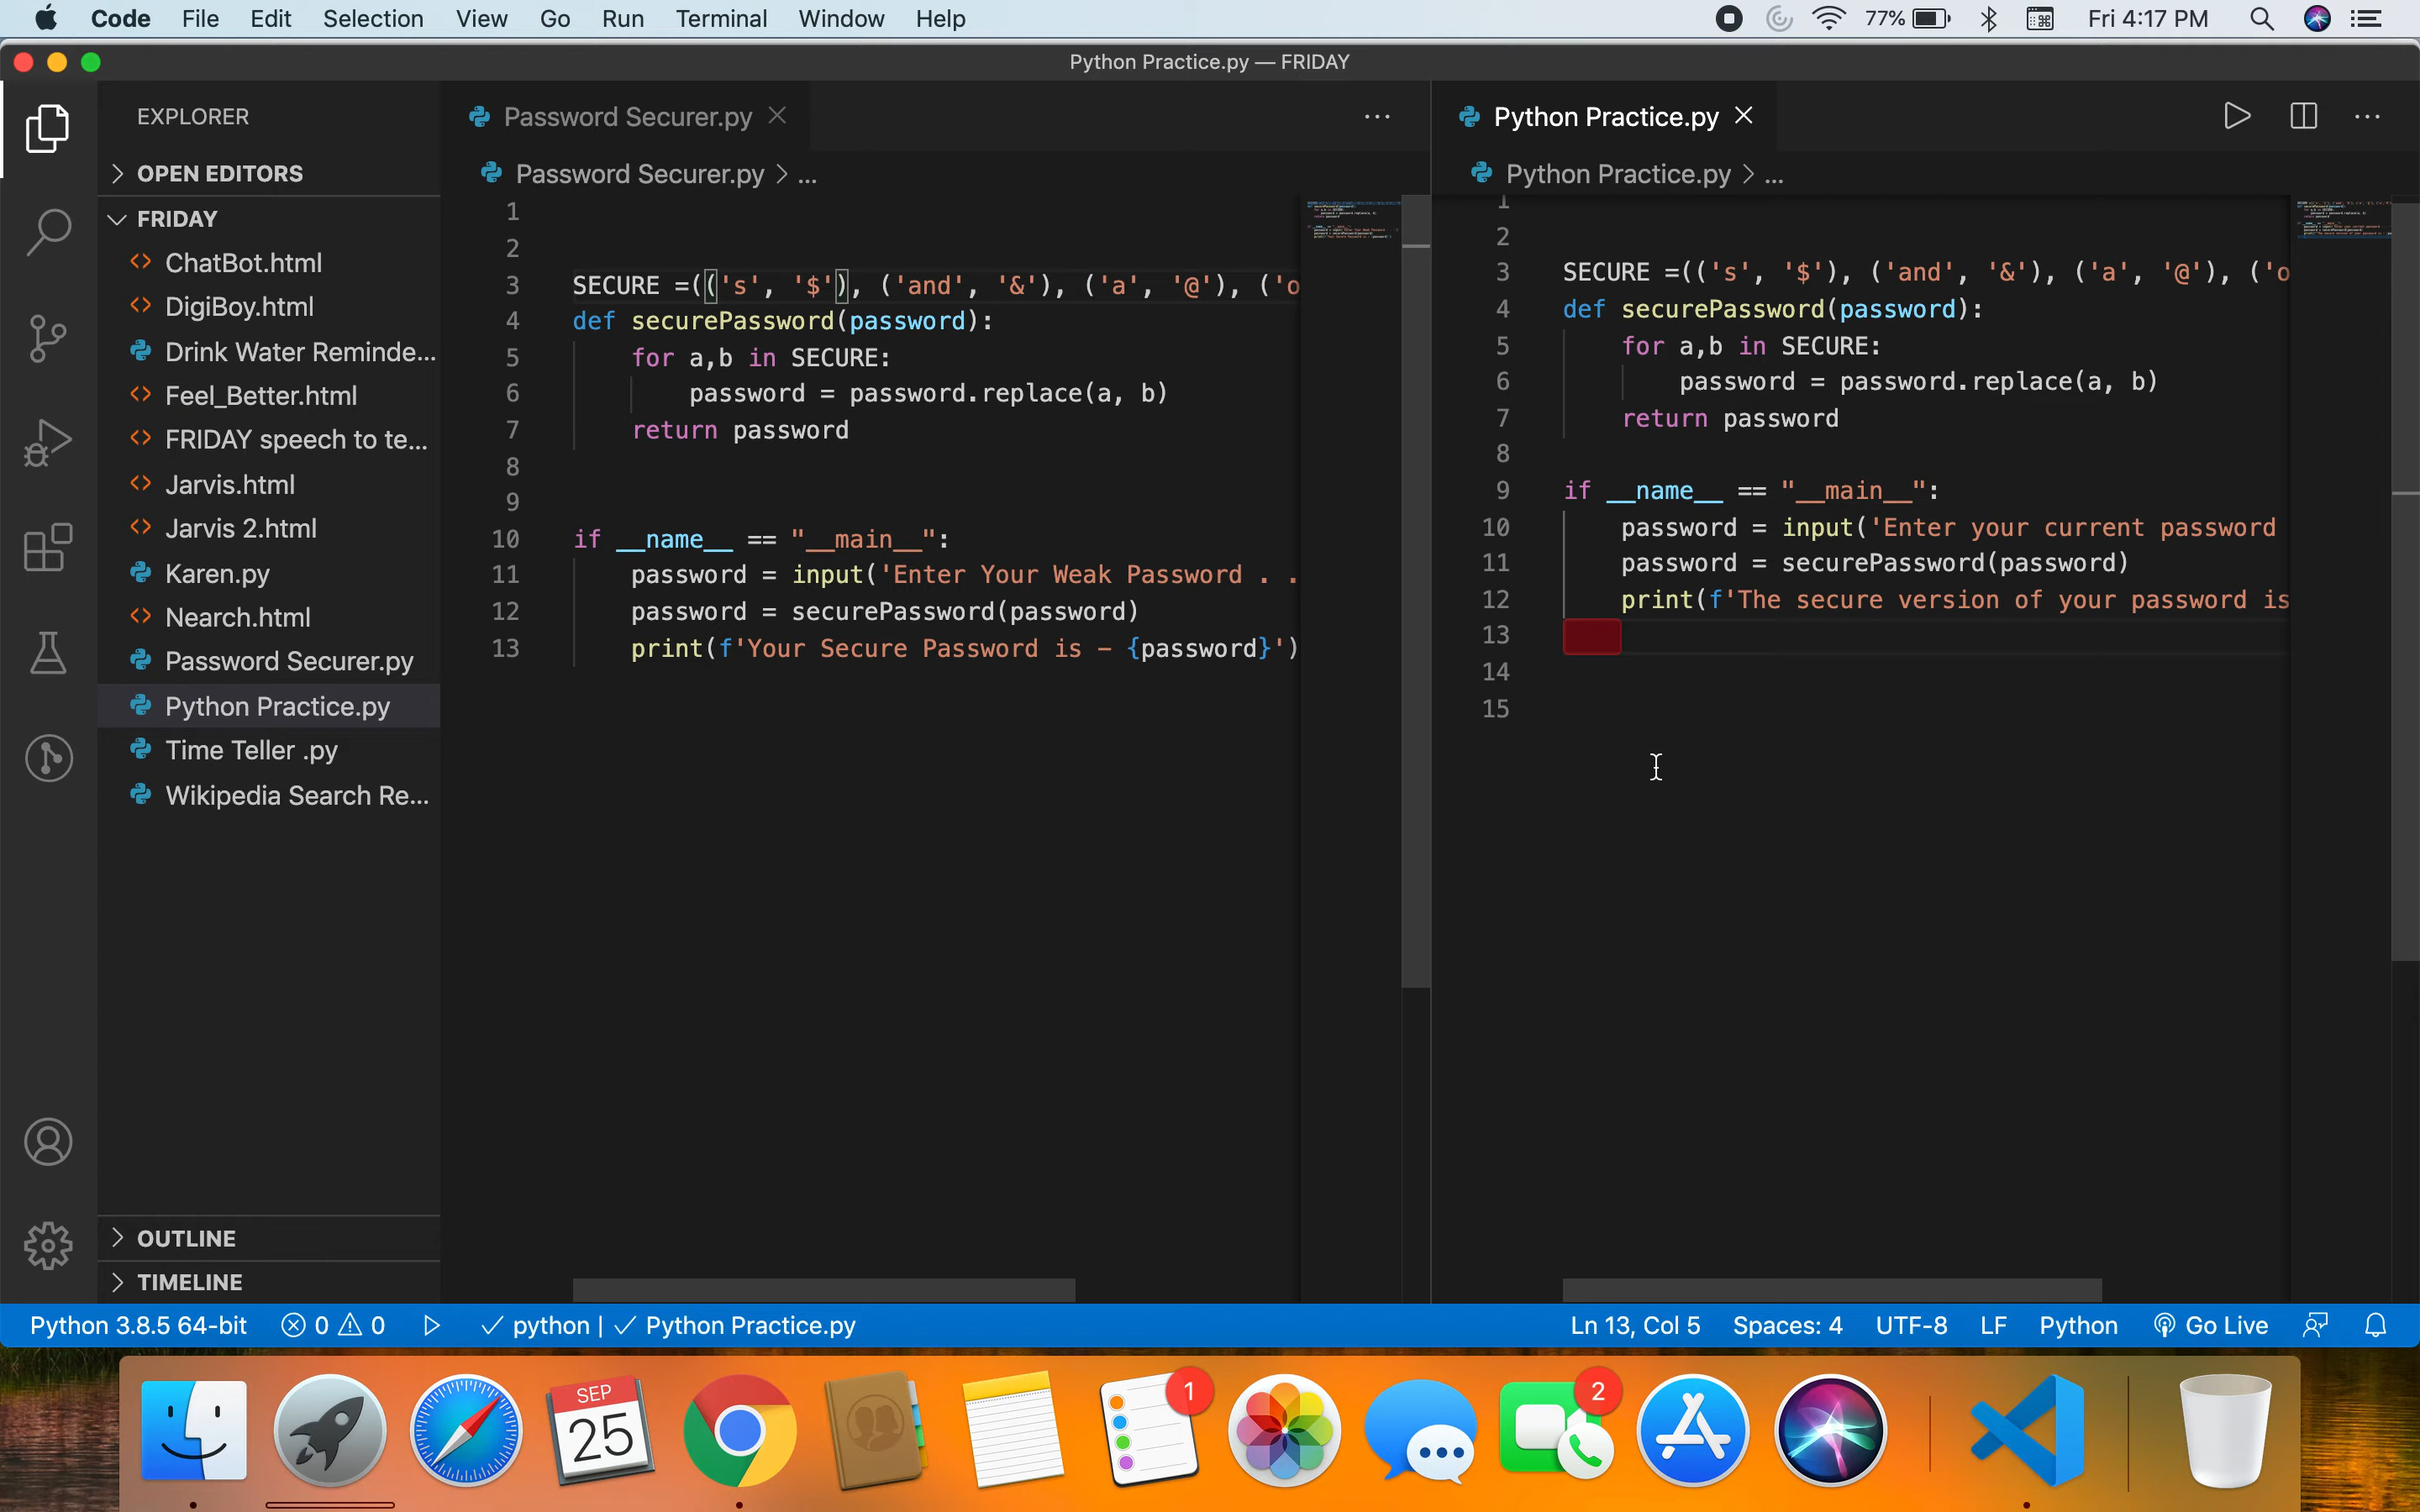 Code File Edit Selection View Go Run Terminal Window Help 77% Fri 4:17 PM
Python Practice.py — FRIDAY
EXPLORER
OPEN EDITORS
FRIDAY
ChatBot.html
DigiBoy.html
Drink Water Reminde...
Feel_Better.html
FRIDAY speech to te...
Jarvis.html
Jarvis 2.html
Karen.py
Nearch.html
Password Securer.py
Python Practice.py
Time Teller .py
Wikipedia Search Re...
OUTLINE
TIMELINE
Password Securer.py
Password Securer.py > ...
1
2
3 SECURE =(('s', '$'), ('and', '&'), ('a', '@'), ('o
4 def securePassword(password):
5 for a,b in SECURE:
6 password = password.replace(a, b)
7 return password
8
9
10 if __name__ == "__main__":
11 password = input('Enter Your Weak Password . .
12 password = securePassword(password)
13 print(f'Your Secure Password is - {password}')
Python Practice.py
Python Practice.py > ...
1
2
3 SECURE =(('s', '$'), ('and', '&'), ('a', '@'), ('o
4 def securePassword(password):
5 for a,b in SECURE:
6 password = password.replace(a, b)
7 return password
8
9 if __name__ == "__main__":
10 password = input('Enter your current password
11 password = securePassword(password)
12 print(f'The secure version of your password is
13
14
15
Python 3.8.5 64-bit 0 0 python | Python Practice.py Ln 13, Col 5 Spaces: 4 UTF-8 LF Python Go Live
SEP
25
1
2